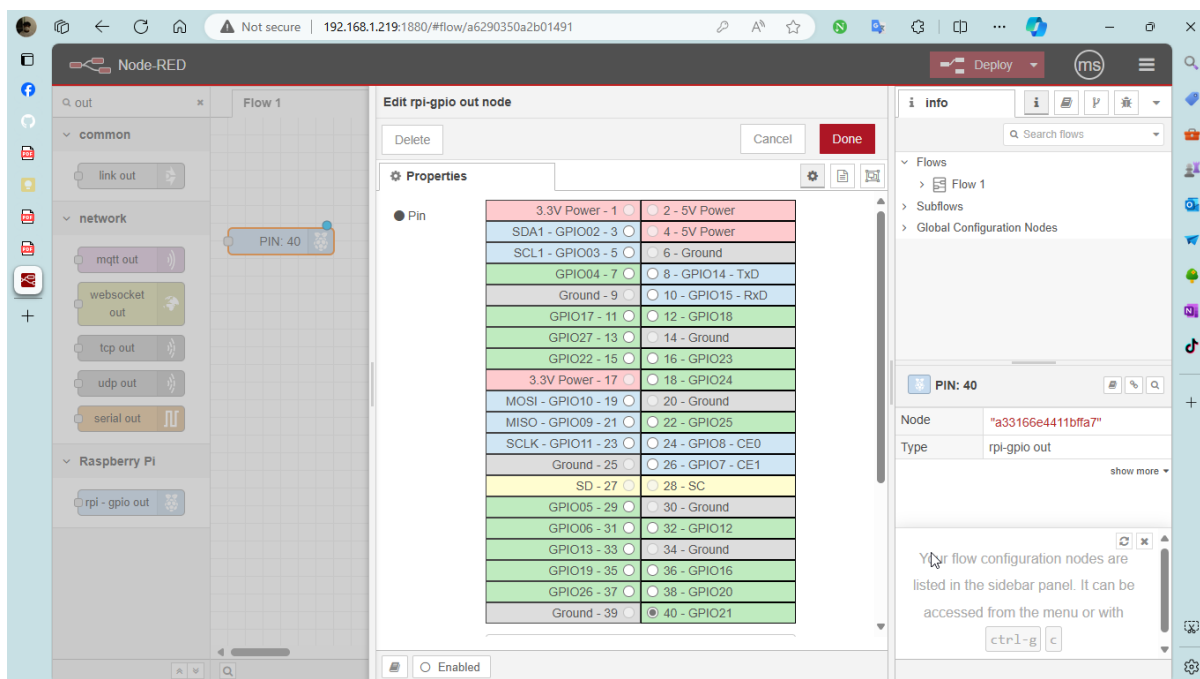 Not secure 192.168.1.219:1880/#flow/a6290350a2b01491
Node-RED
Deploy
ms
out
Flow 1
common
link out
network
mqtt out
websocket
out
tcp out
udp out
serial out
Raspberry Pi
rpi - gpio out
PIN: 40
Edit rpi-gpio out node
Delete
Cancel
Done
Properties
Pin
3.3V Power - 1 2 - 5V Power
SDA1 - GPIO02 - 3 4 - 5V Power
SCL1 - GPIO03 - 5 6 - Ground
GPIO04 - 7 8 - GPIO14 - TxD
Ground - 9 10 - GPIO15 - RxD
GPIO17 - 11 12 - GPIO18
GPIO27 - 13 14 - Ground
GPIO22 - 15 16 - GPIO23
3.3V Power - 17 18 - GPIO24
MOSI - GPIO10 - 19 20 - Ground
MISO - GPIO09 - 21 22 - GPIO25
SCLK - GPIO11 - 23 24 - GPIO8 - CE0
Ground - 25 26 - GPIO7 - CE1
SD - 27 28 - SC
GPIO05 - 29 30 - Ground
GPIO06 - 31 32 - GPIO12
GPIO13 - 33 34 - Ground
GPIO19 - 35 36 - GPIO16
GPIO26 - 37 38 - GPIO20
Ground - 39 40 - GPIO21
Enabled
info
Search flows
Flows
Flow 1
Subflows
Global Configuration Nodes
PIN: 40
Node "a33166e4411bffa7"
Type rpi-gpio out
show more
Your flow configuration nodes are
listed in the sidebar panel. It can be
accessed from the menu or with
ctrl-g c